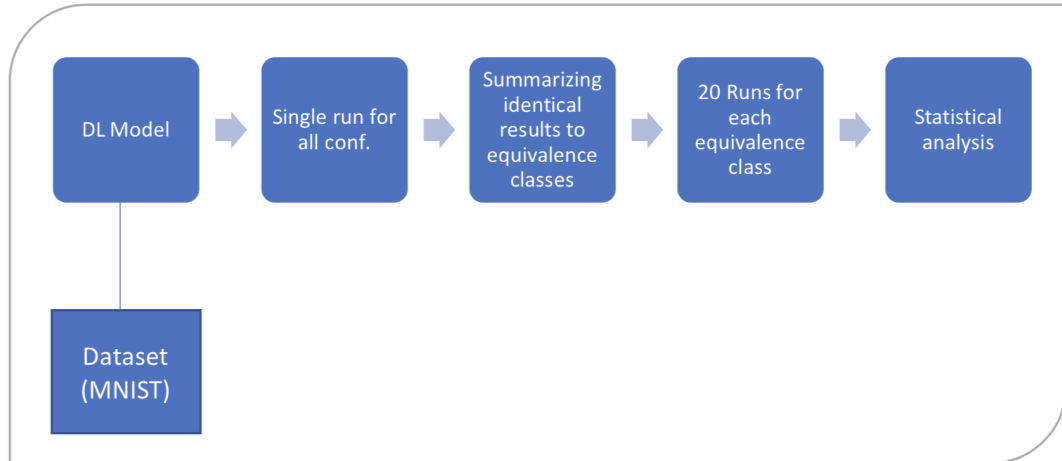 DL Model
Single run for
all conf.
Summarizing
identical
results to
equivalence
classes
20 Runs for
each
equivalence
class
Statistical
analysis
Dataset
(MNIST)